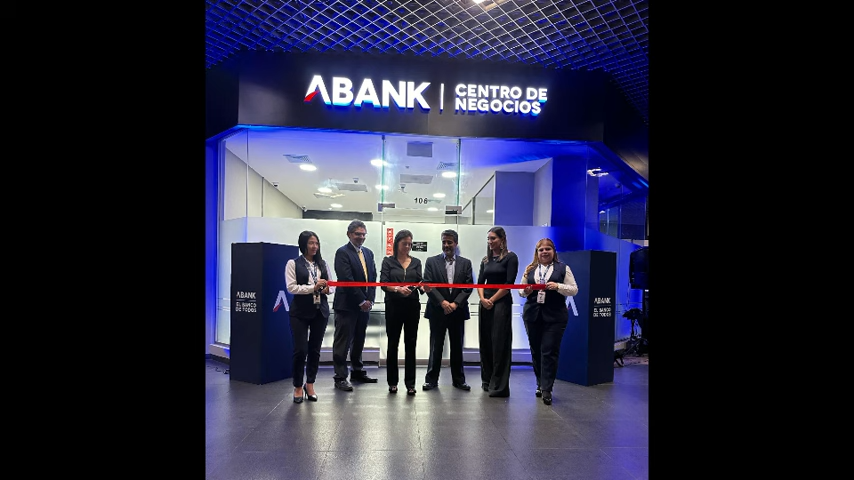 ABANK
CENTRO DE
NEGOCIOS
106
ABANK
EL BANCO
DE TODOS
ABANK
EL BANCO
DE TODOS